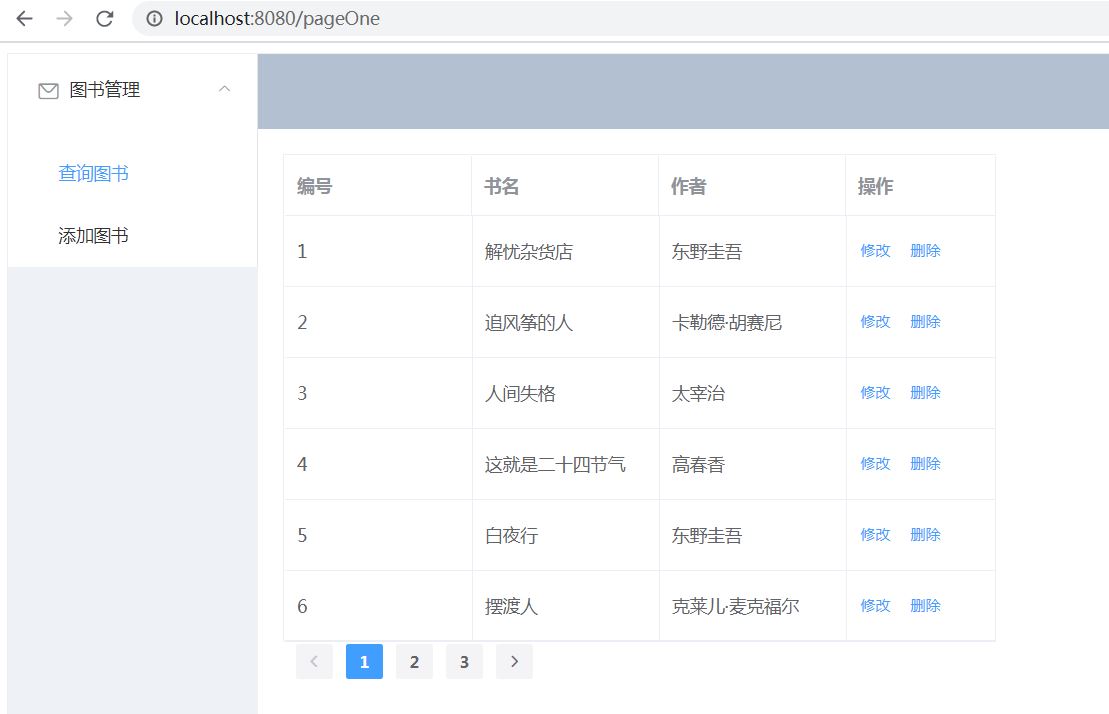 localhost:8080/pageOne
图书管理
查询图书
添加图书
编号 书名 作者 操作
1 解忧杂货店 东野圭吾 修改 删除
2 追风筝的人 卡勒德·胡赛尼 修改 删除
3 人间失格 太宰治 修改 删除
4 这就是二十四节气 高春香 修改 删除
5 白夜行 东野圭吾 修改 删除
6 摆渡人 克莱儿·麦克福尔 修改 删除
1 2 3